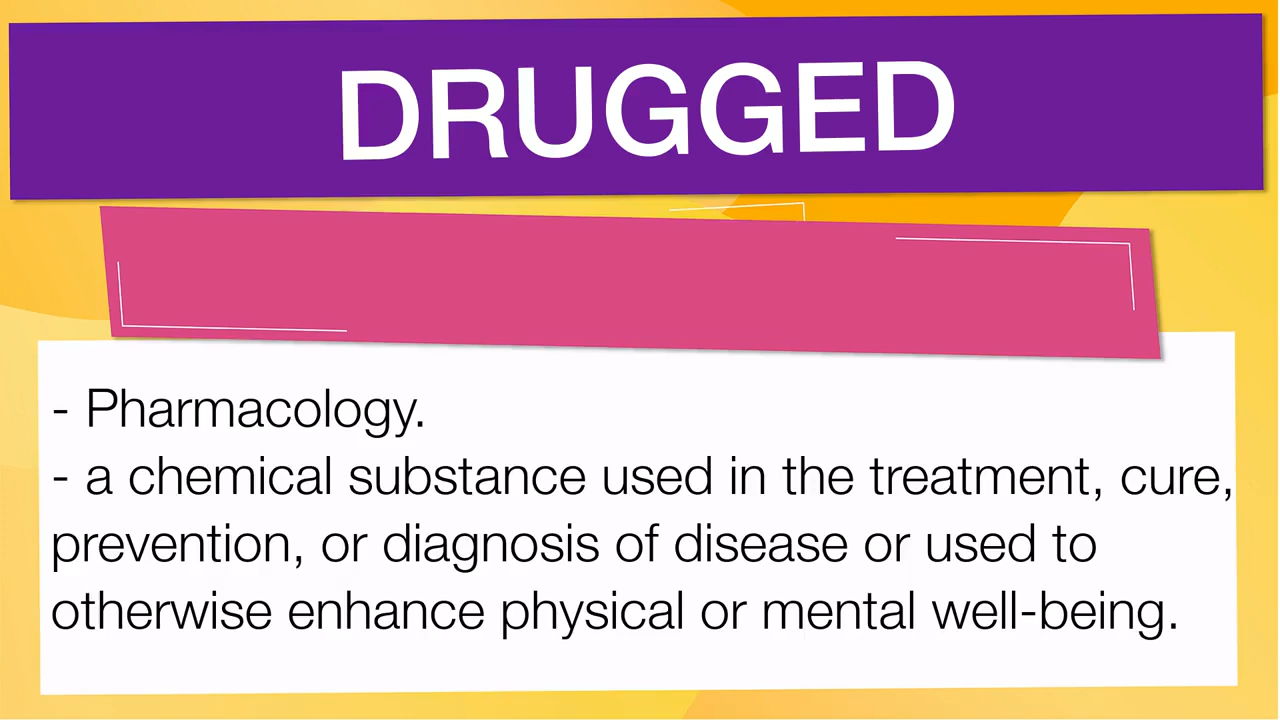 DRUGGED
- Pharmacology.
- a chemical substance used in the treatment, cure,
prevention, or diagnosis of disease or used to
otherwise enhance physical or mental well-being.